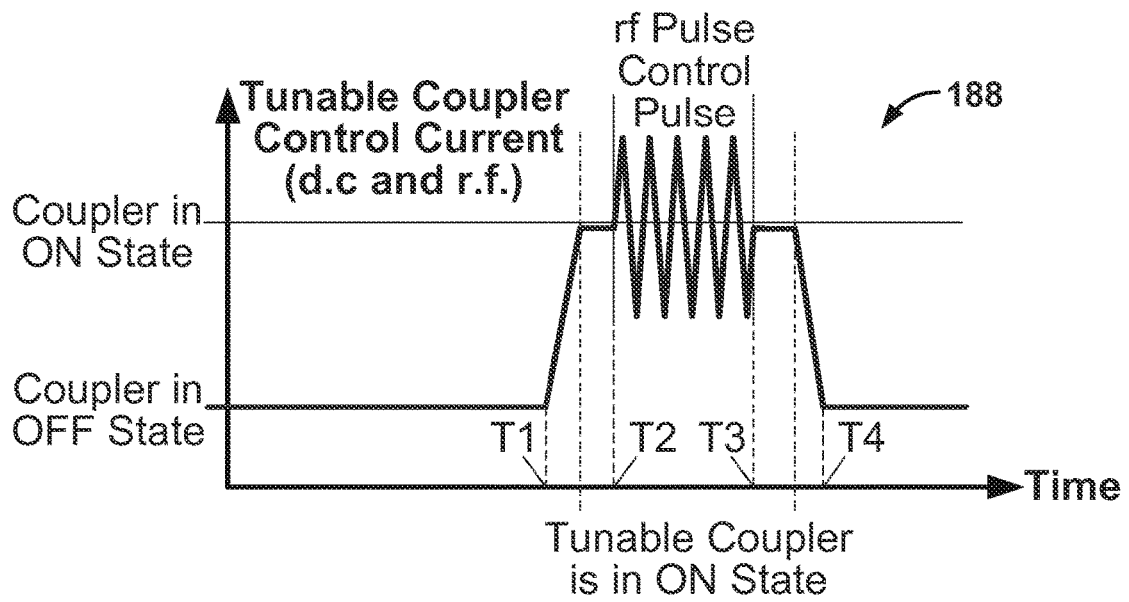 rf Pulse
Control
Pulse
Tunable Coupler
Control Current
(d.c and r.f.)
188
Coupler in
ON State
Coupler in
OFF State
T1
T2
T3
T4
Time
Tunable Coupler
is in ON State